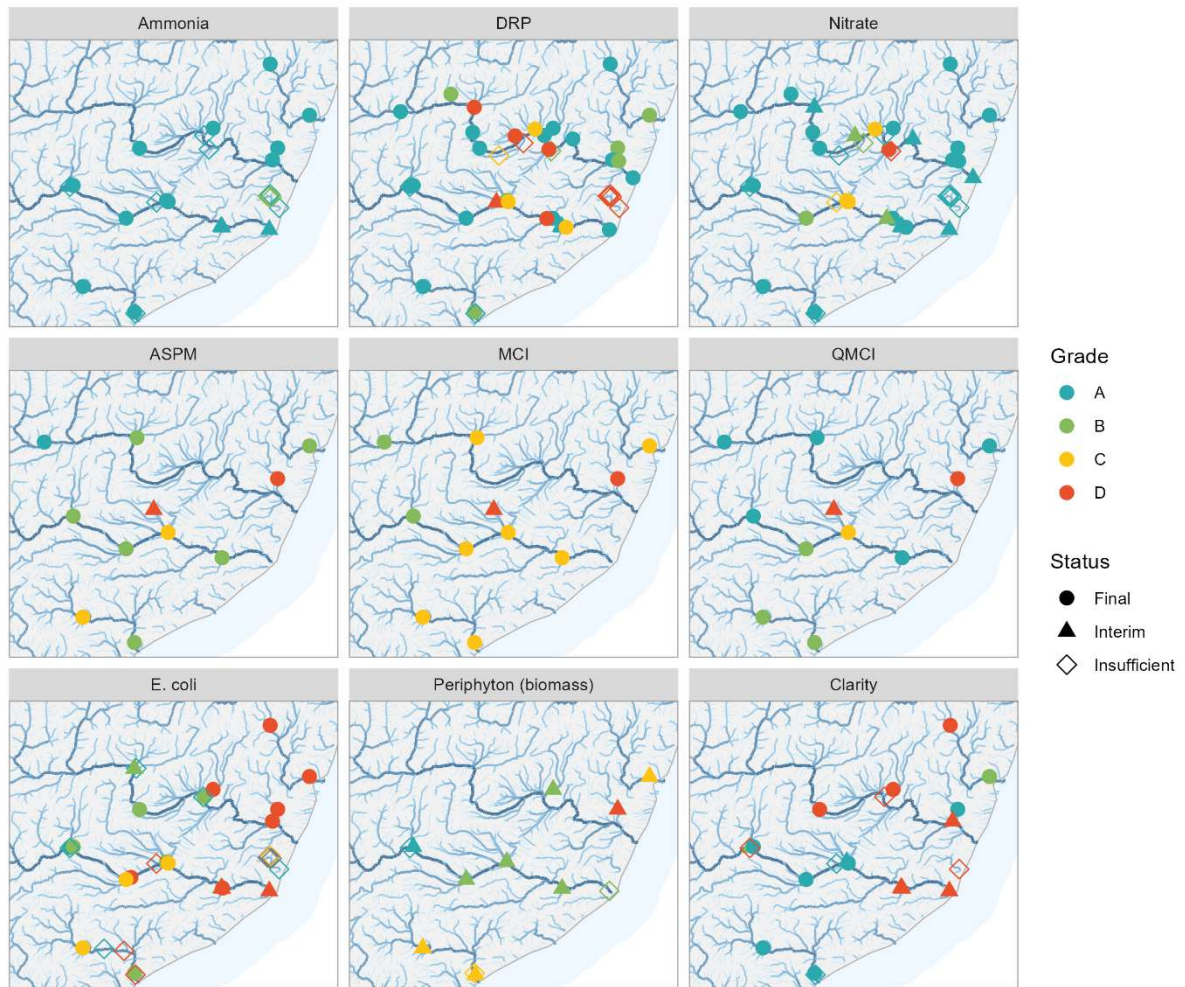 Ammonia
DRP
Nitrate
ASPM
MCI
QMCI
E. coli
Periphyton (biomass)
Clarity
Grade
A
B
C
D
Status
Final
Interim
Insufficient